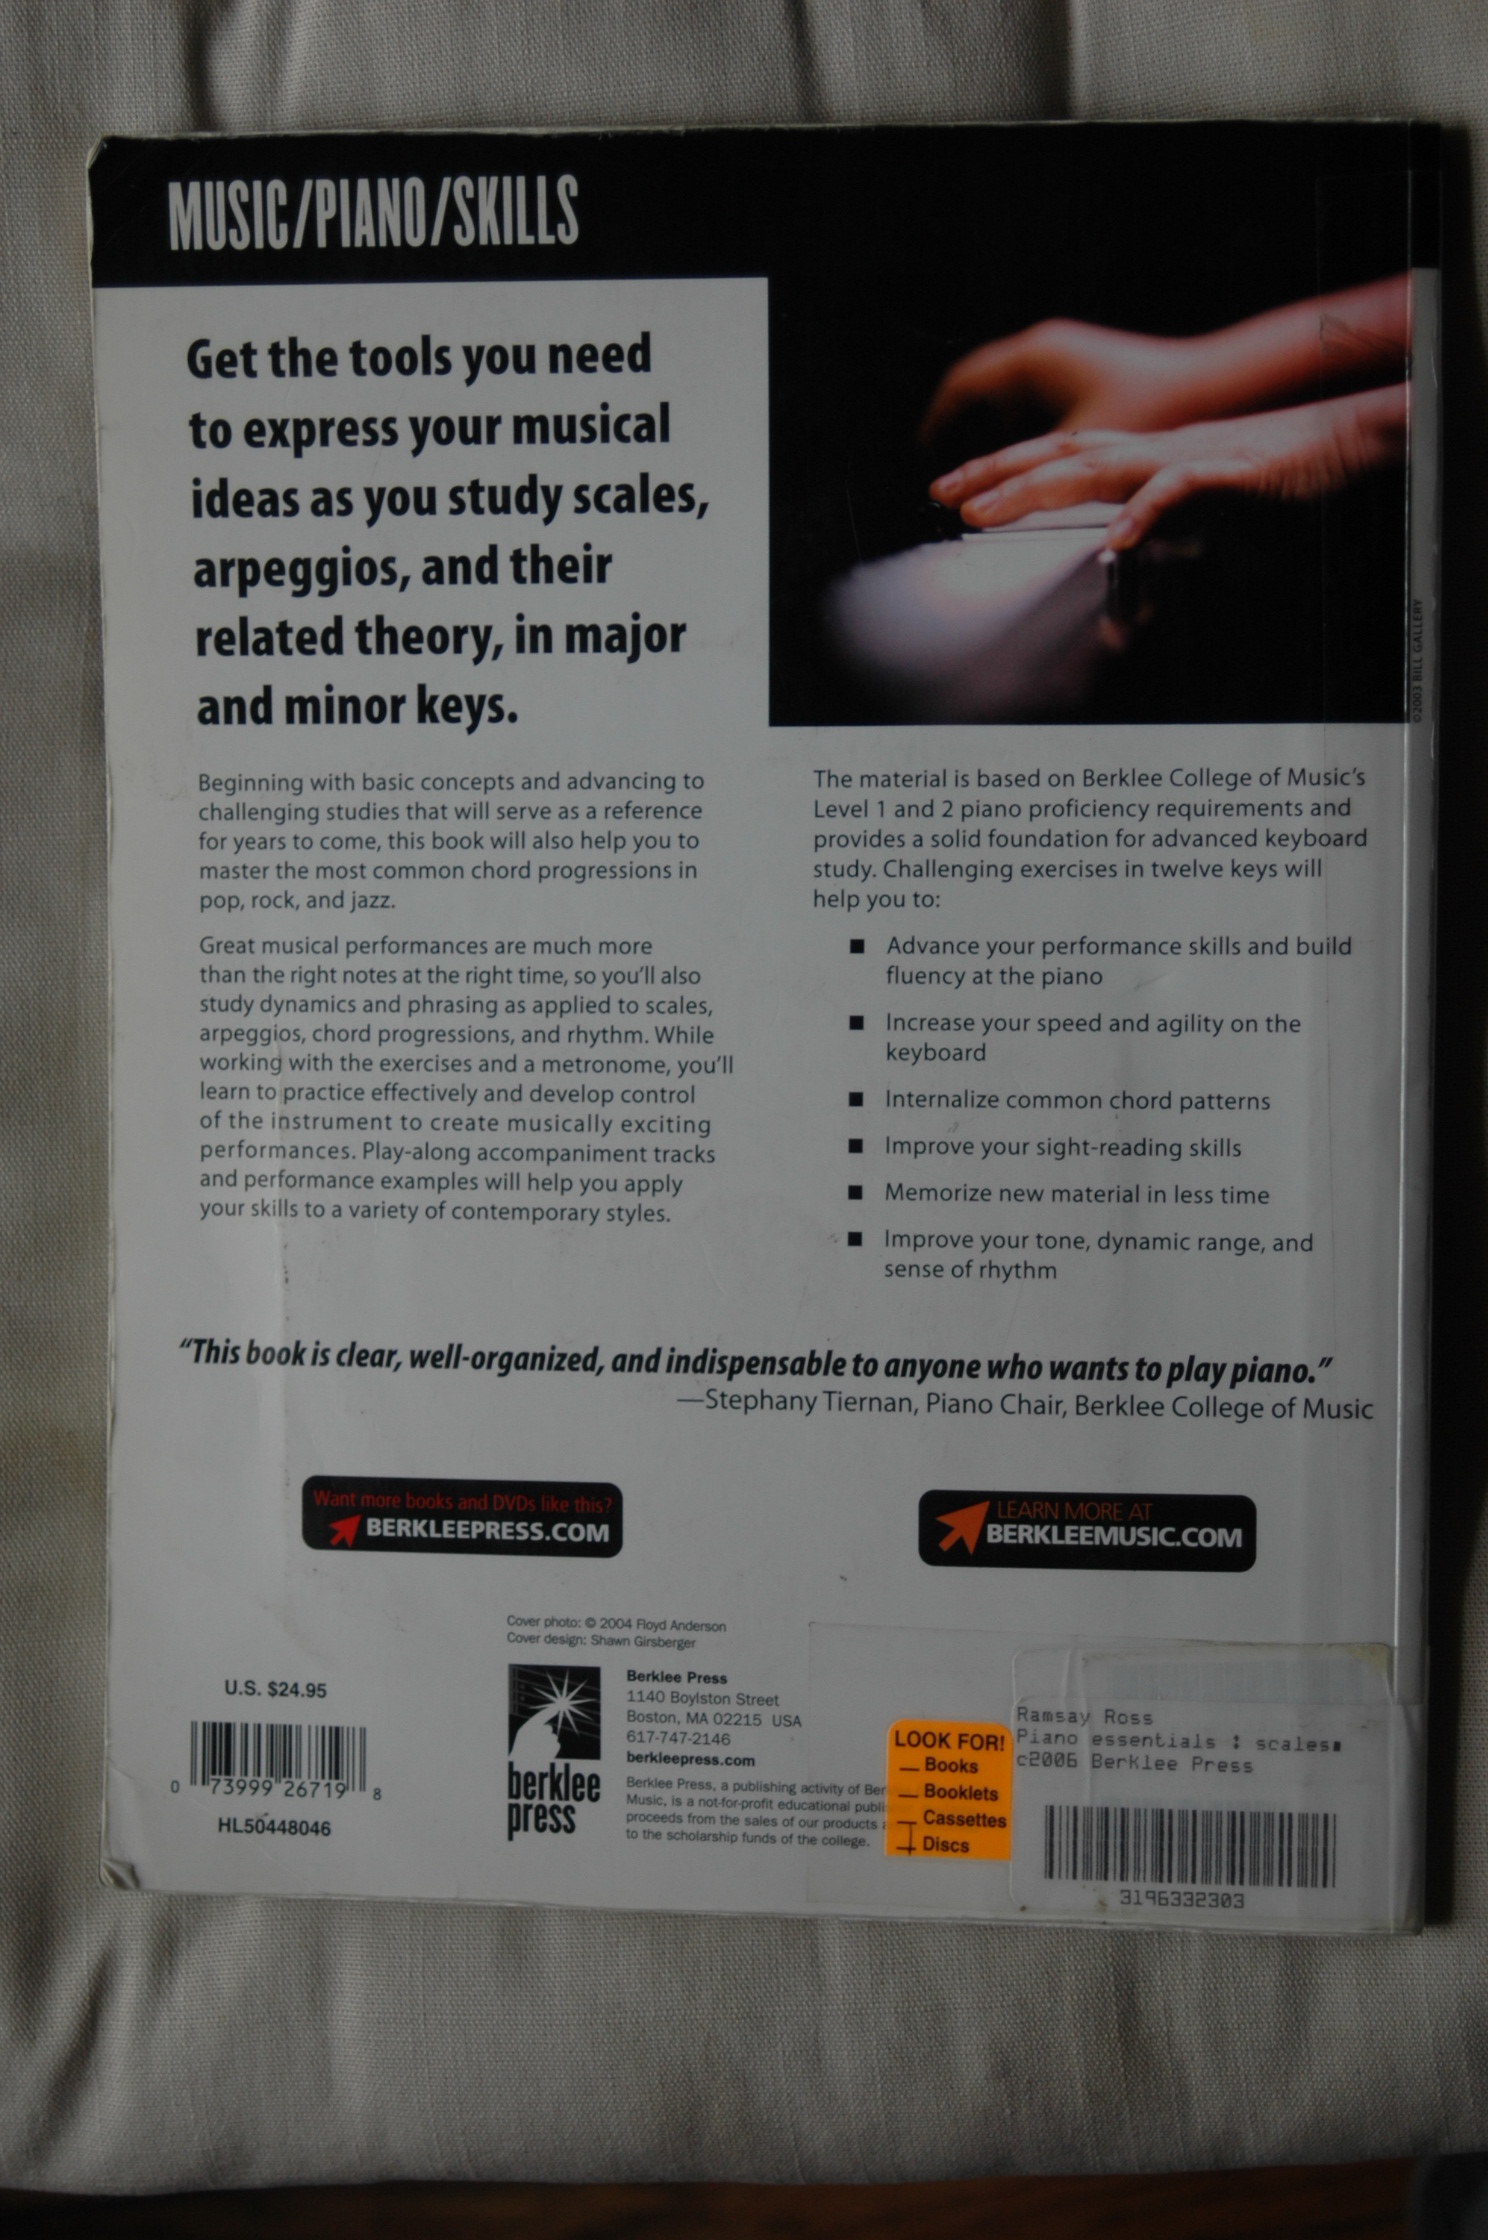 MUSIC/PIANO/SKILLS
Get the tools you need
to express your musical
ideas as you study scales,
arpeggios, and their
related theory, in major
and minor keys.
©2003 BILL GALLERY
Beginning with basic concepts and advancing to
challenging studies that will serve as a reference
for years to come, this book will also help you to
master the most common chord progressions in
pop, rock, and jazz.
Great musical performances are much more
than the right notes at the right time, so you'll also
study dynamics and phrasing as applied to scales,
arpeggios, chord progressions, and rhythm. While
working with the exercises and a metronome, you'll
learn to practice effectively and develop control
of the instrument to create musically exciting
performances. Play-along accompaniment tracks
and performance examples will help you apply
your skills to a variety of contemporary styles.
The material is based on Berklee College of Music's
Level 1 and 2 piano proficiency requirements and
provides a solid foundation for advanced keyboard
study. Challenging exercises in twelve keys will
help you to:
■ Advance your performance skills and build
fluency at the piano
■ Increase your speed and agility on the
keyboard
■ Internalize common chord patterns
■ Improve your sight-reading skills
■ Memorize new material in less time
■ Improve your tone, dynamic range, and
sense of rhythm
"This book is clear, well-organized, and indispensable to anyone who wants to play piano."
—Stephany Tiernan, Piano Chair, Berklee College of Music
Want more books and DVDs like this?
BERKLEEPRESS.COM
LEARN MORE AT
BERKLEEMUSIC.COM
Cover photo: © 2004 Floyd Anderson
Cover design: Shawn Girsberger
U.S. $24.95
0 73999 26719 8
HL50448046
berklee
press
Berklee Press
1140 Boylston Street
Boston, MA 02215 USA
617-747-2146
berkleepress.com
Berklee Press, a publishing activity of Ber
Music, is a not-for-profit educational publi
proceeds from the sales of our products
to the scholarship funds of the college.
LOOK FOR!
Books
Booklets
Cassettes
1 Discs
Ramsay Ross
Piano essentials : scales
c2006 Berklee Press
3196332303